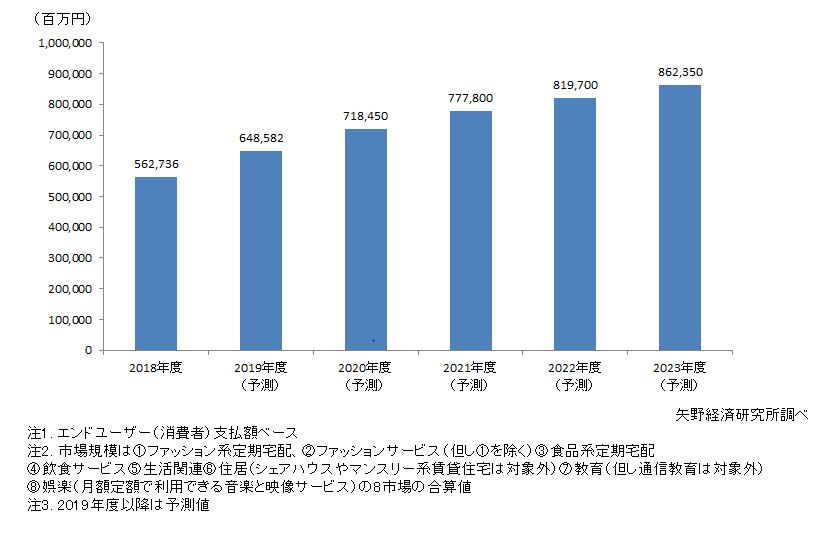 （百万円）
1,000,000
900,000
800,000
700,000
600,000
500,000
400,000
300,000
200,000
100,000
0
562,736
648,582
718,450
777,800
819,700
862,350
2018年度
2019年度
（予測）
2020年度
（予測）
2021年度
（予測）
2022年度
（予測）
2023年度
（予測）
矢野経済研究所調べ
注1. エンドユーザー（消費者）支払額ベース
注2. 市場規模は①ファッション系定期宅配、②ファッションサービス（但し①を除く）③食品系定期宅配
④飲食サービス⑤生活関連⑥住居（シェアハウスやマンスリー系賃貸住宅は対象外）⑦教育（但し通信教育は対象外）
⑧娯楽（月額定額で利用できる音楽と映像サービス）の8市場の合算値
注3. 2019年度以降は予測値